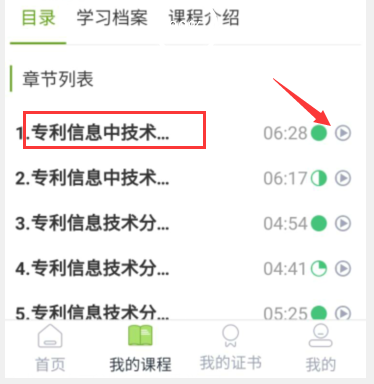 目录 学习档案 课程介绍
章节列表
1.专利信息中技术... 06:28
2.专利信息中技术... 06:17
3.专利信息技术分... 04:54
4.专利信息技术分... 04:41
5.专利信息技术分... 05:25
首页 我的课程 我的证书 我的